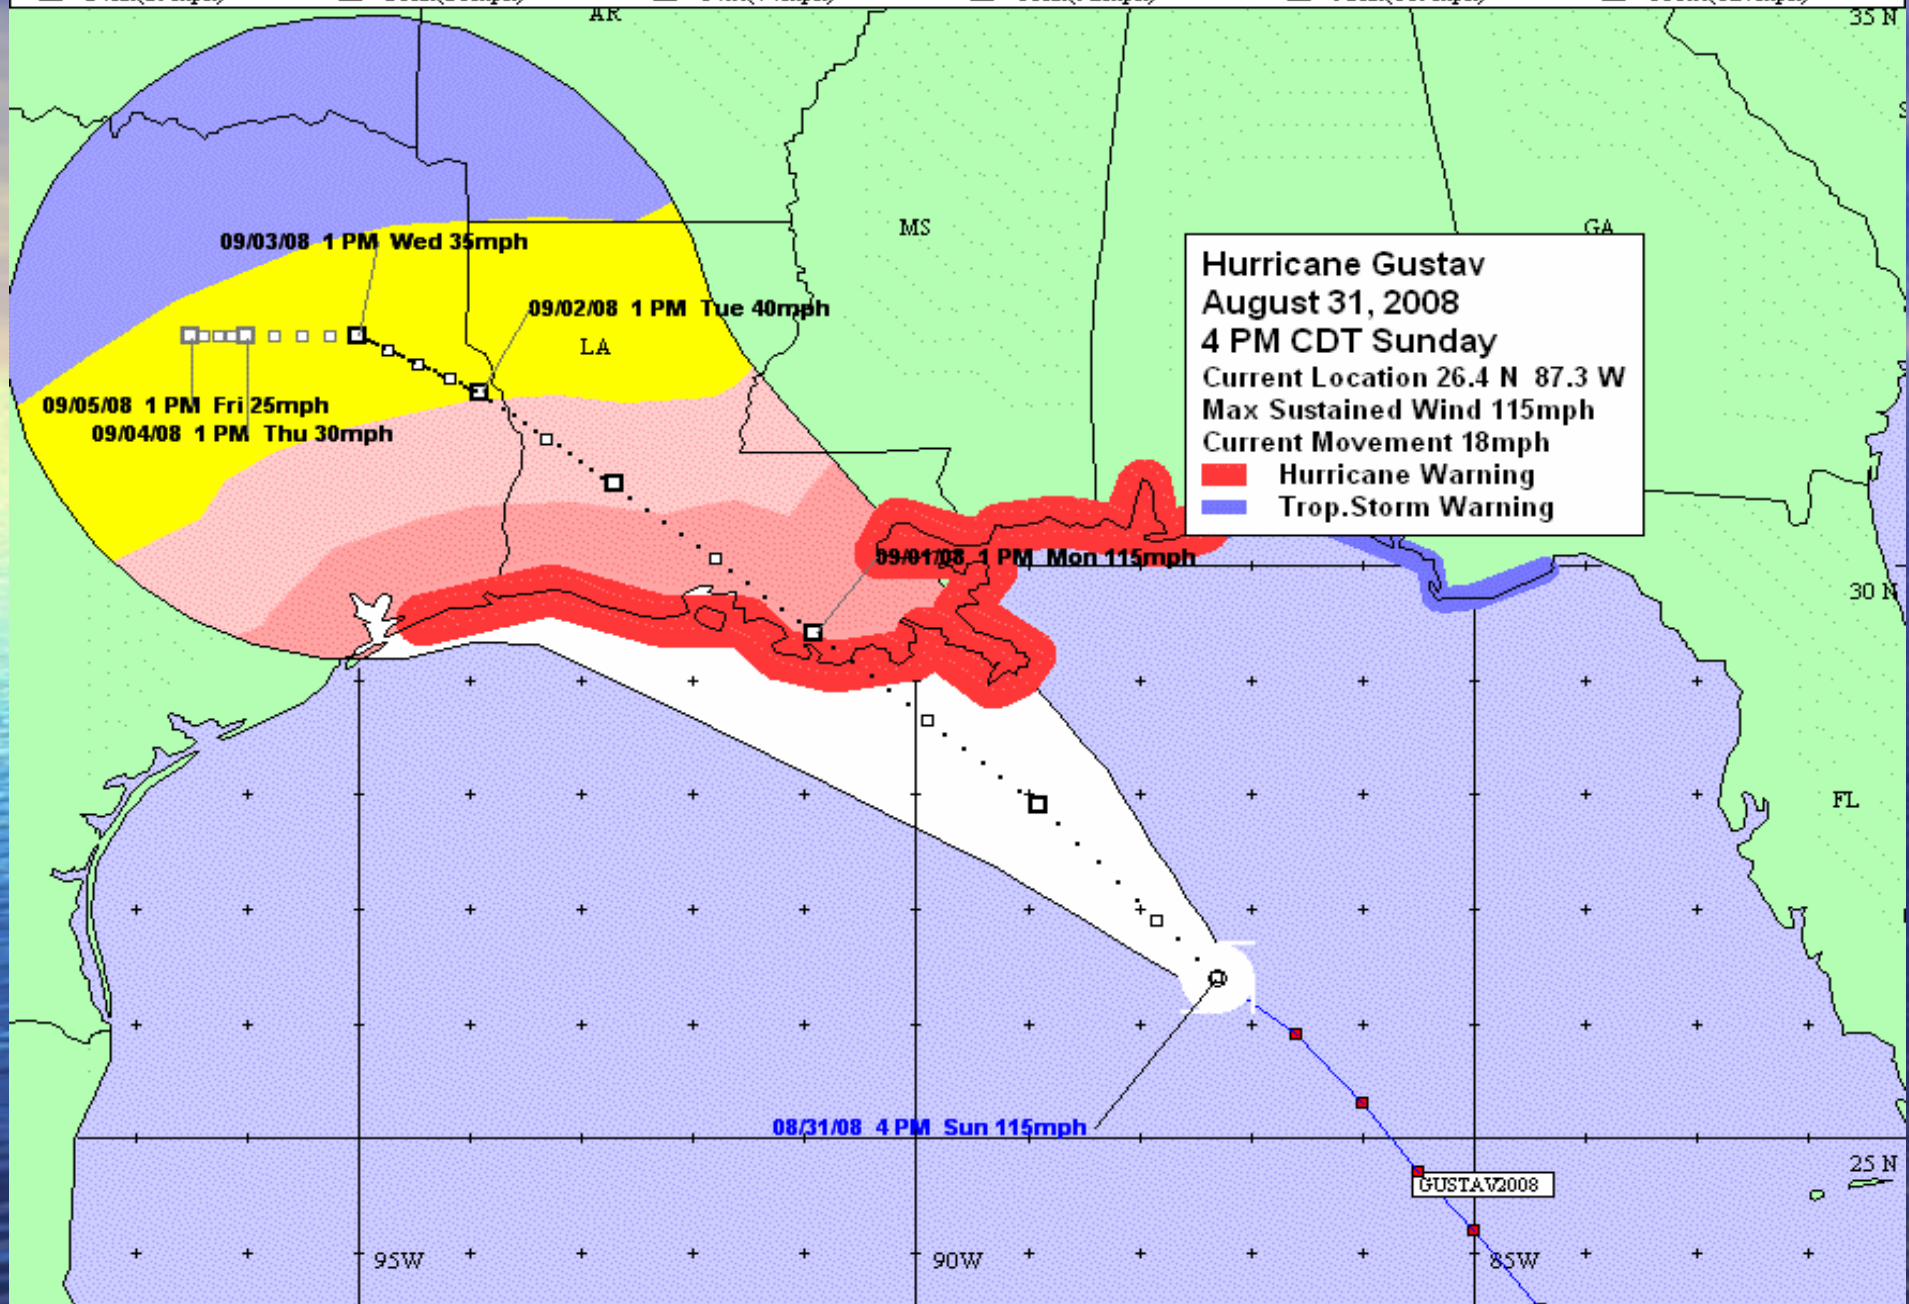 AR
35 N
MS
GA
09/03/08 1 PM Wed 35mph
09/02/08 1 PM Tue 40mph
LA
09/05/08 1 PM Fri 25mph
09/04/08 1 PM Thu 30mph
Hurricane Gustav
August 31, 2008
4 PM CDT Sunday
Current Location 26.4 N 87.3 W
Max Sustained Wind 115mph
Current Movement 18mph
Hurricane Warning
Trop.Storm Warning
09/01/08 1 PM Mon 115mph
30 N
FL
08/31/08 4 PM Sun 115mph
25 N
GUSTAV2008
95W
90W
85W